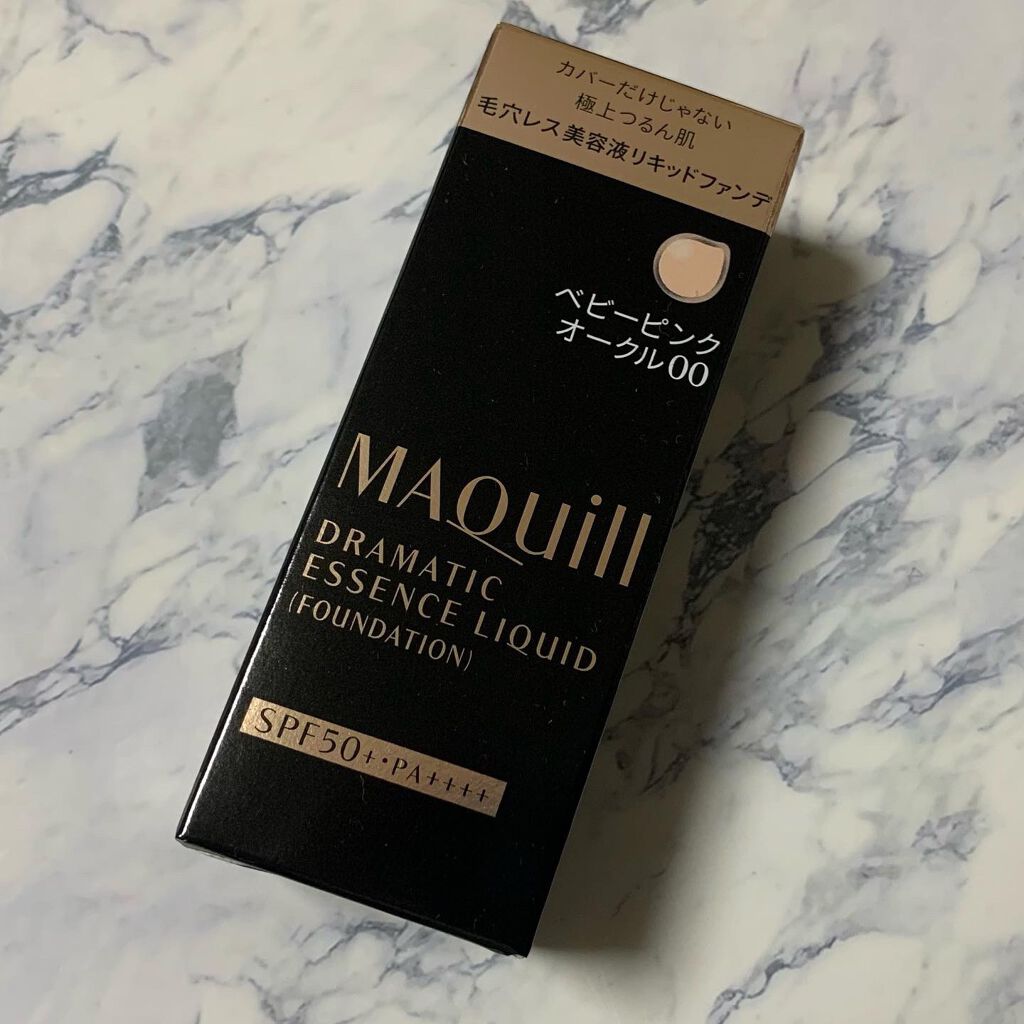 カバーだけじゃない
極上つるん肌
毛穴レス美容液リキッドファンデ
ベビーピンク
オークル00
MAQuill
DRAMATIC
ESSENCE LIQUID
(FOUNDATION)
SPF50+・PA++++